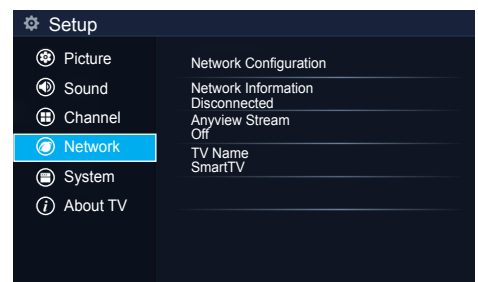 Setup
Picture
Sound
Channel
Network
System
About TV
Network Configuration
Network Information
Disconnected
Anyview Stream
Off
TV Name
SmartTV